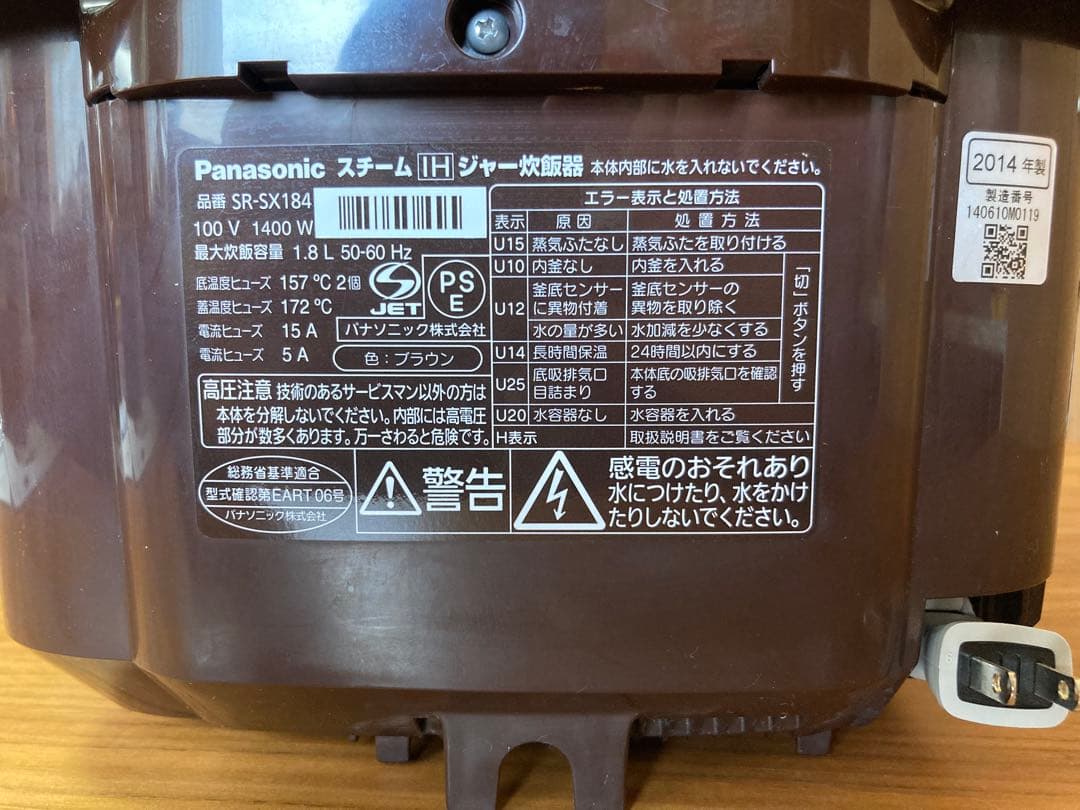 Panasonic スチーム IH ジャー炊飯器 本体内部に水を入れないでください。
品番 SR-SX184
100 V 1400 W
最大炊飯容量 1.8 L 50-60 Hz
底温度ヒューズ 157 ℃ 2個
蓋温度ヒューズ 172 ℃
電流ヒューズ 15 A
電流ヒューズ 5 A
JET
PS
E
パナソニック株式会社
色:ブラウン
高圧注意 技術のあるサービスマン以外の方は
本体を分解しないでください。内部には高電圧
部分が数多くあります。万一さわると危険です。
エラー表示と処置方法
表示 原因 処置方法
U15 蒸気ふたなし 蒸気ふたを取り付ける
U10 内釜なし 内釜を入れる
U12 釜底センサー 釜底センサーの
に異物付着 異物を取り除く
水の量が多い 水加減を少なくする
U14 長時間保温 24時間以内にする
U25 底吸排気口 本体底の吸排気口を確認
目詰まり する
U20 水容器なし 水容器を入れる
H表示 取扱説明書をご覧ください
「切」ボタンを押す
総務省基準適合
型式確認第EART06号
パナソニック株式会社
警告
感電のおそれあり
水につけたり、水をかけ
たりしないでください。
2014 年製
製造番号
140610M0119